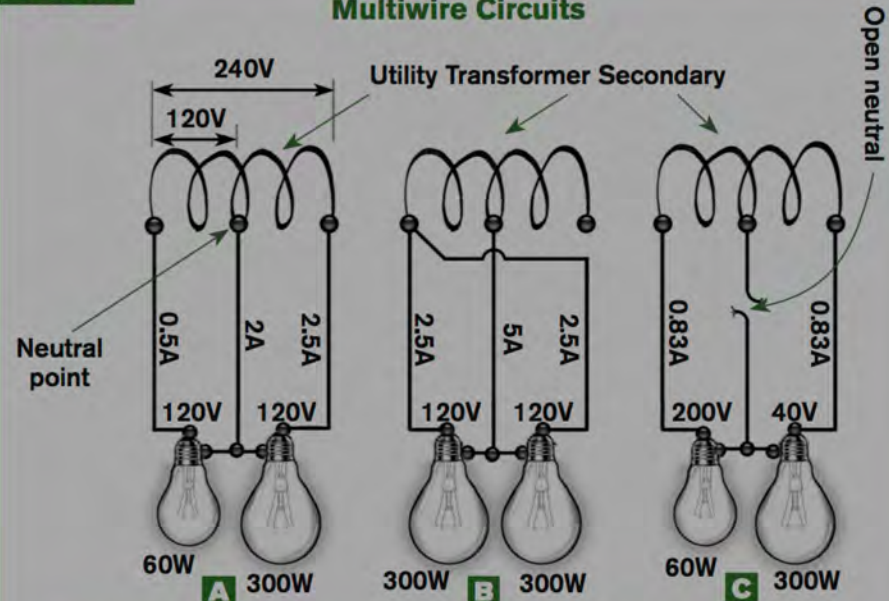 Multiwire Circuits
240V
Utility Transformer Secondary
120V
Open neutral
Neutral
point
0.5A
2A
2.5A
120V
120V
60W
300W
A
2.5A
5A
2.5A
120V
120V
300W
300W
B
0.83A
0.83A
200V
40V
60W
300W
C